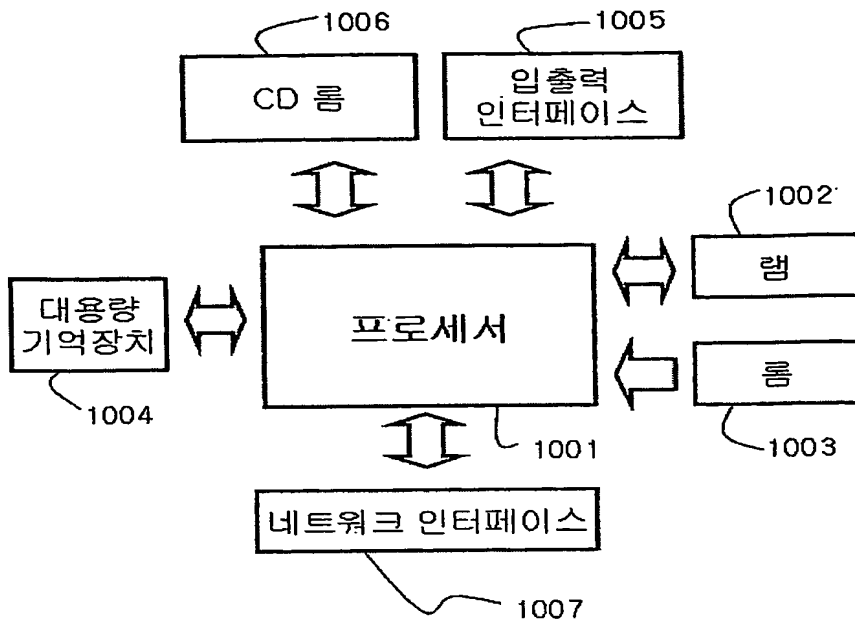 1006
1005
CD 롬
입출력
인터페이스
1002
램
대용량
기억장치
프로세서
롬
1004
1001
1003
네트워크 인터페이스
1007